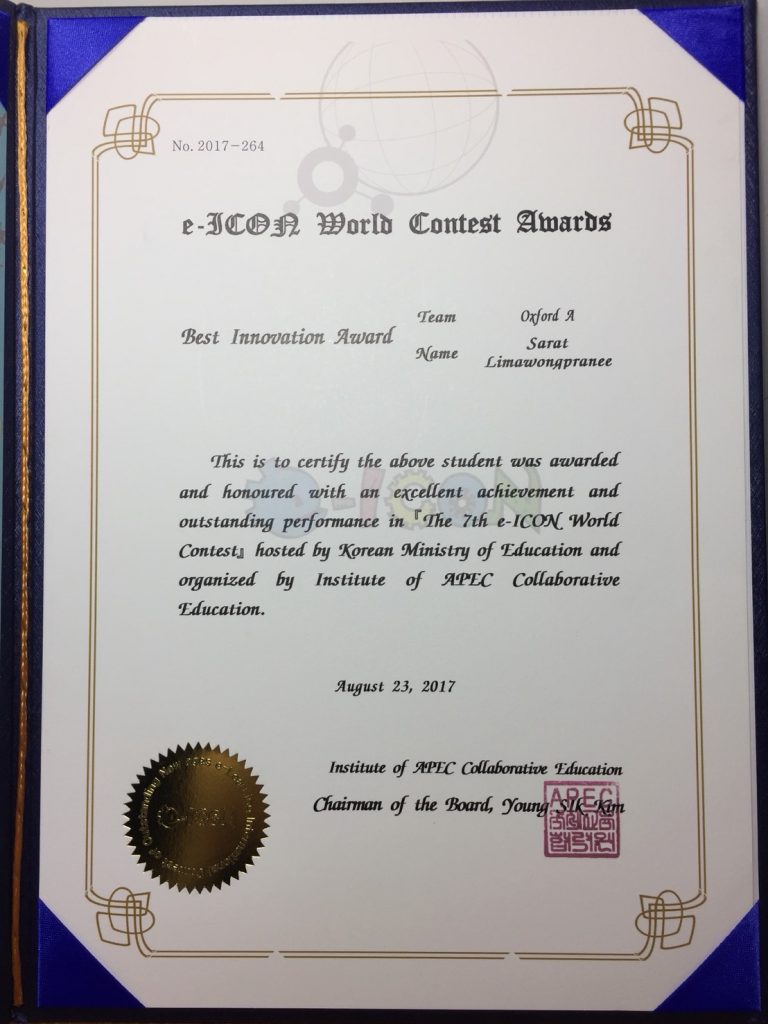 No. 2017-264
e-ICON World Contest Awards
Best Innovation Award
Team Oxford A
Name Sarat
Limawongpranee
This is to certify the above student was awarded
and honoured with an excellent achievement and
outstanding performance in『The 7th e-ICON World
Contest』hosted by Korean Ministry of Education and
organized by Institute of APEC Collaborative
Education.
e-ICON
August 23, 2017
Institute of APEC Collaborative Education
Chairman of the Board, Young Sik Kim
APEC